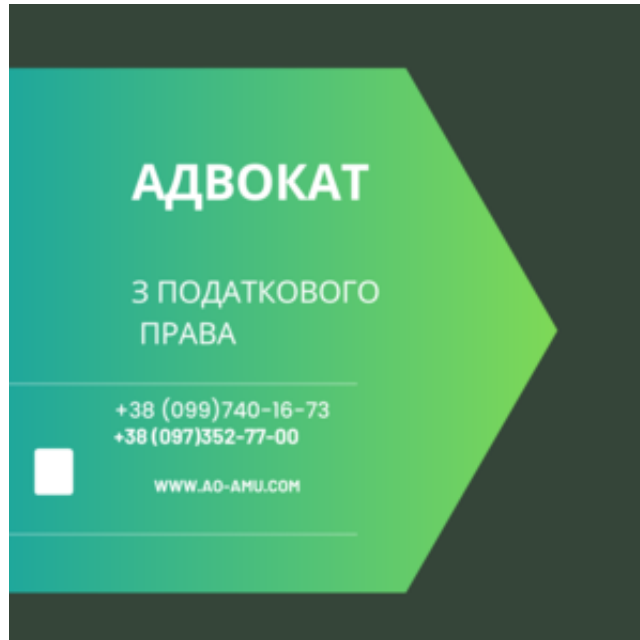 АДВОКАТ
З ПОДАТКОВОГО
ПРАВА
+38 (099)740-16-73
+38 (097)352-77-00
WWW.AO-AMU.COM